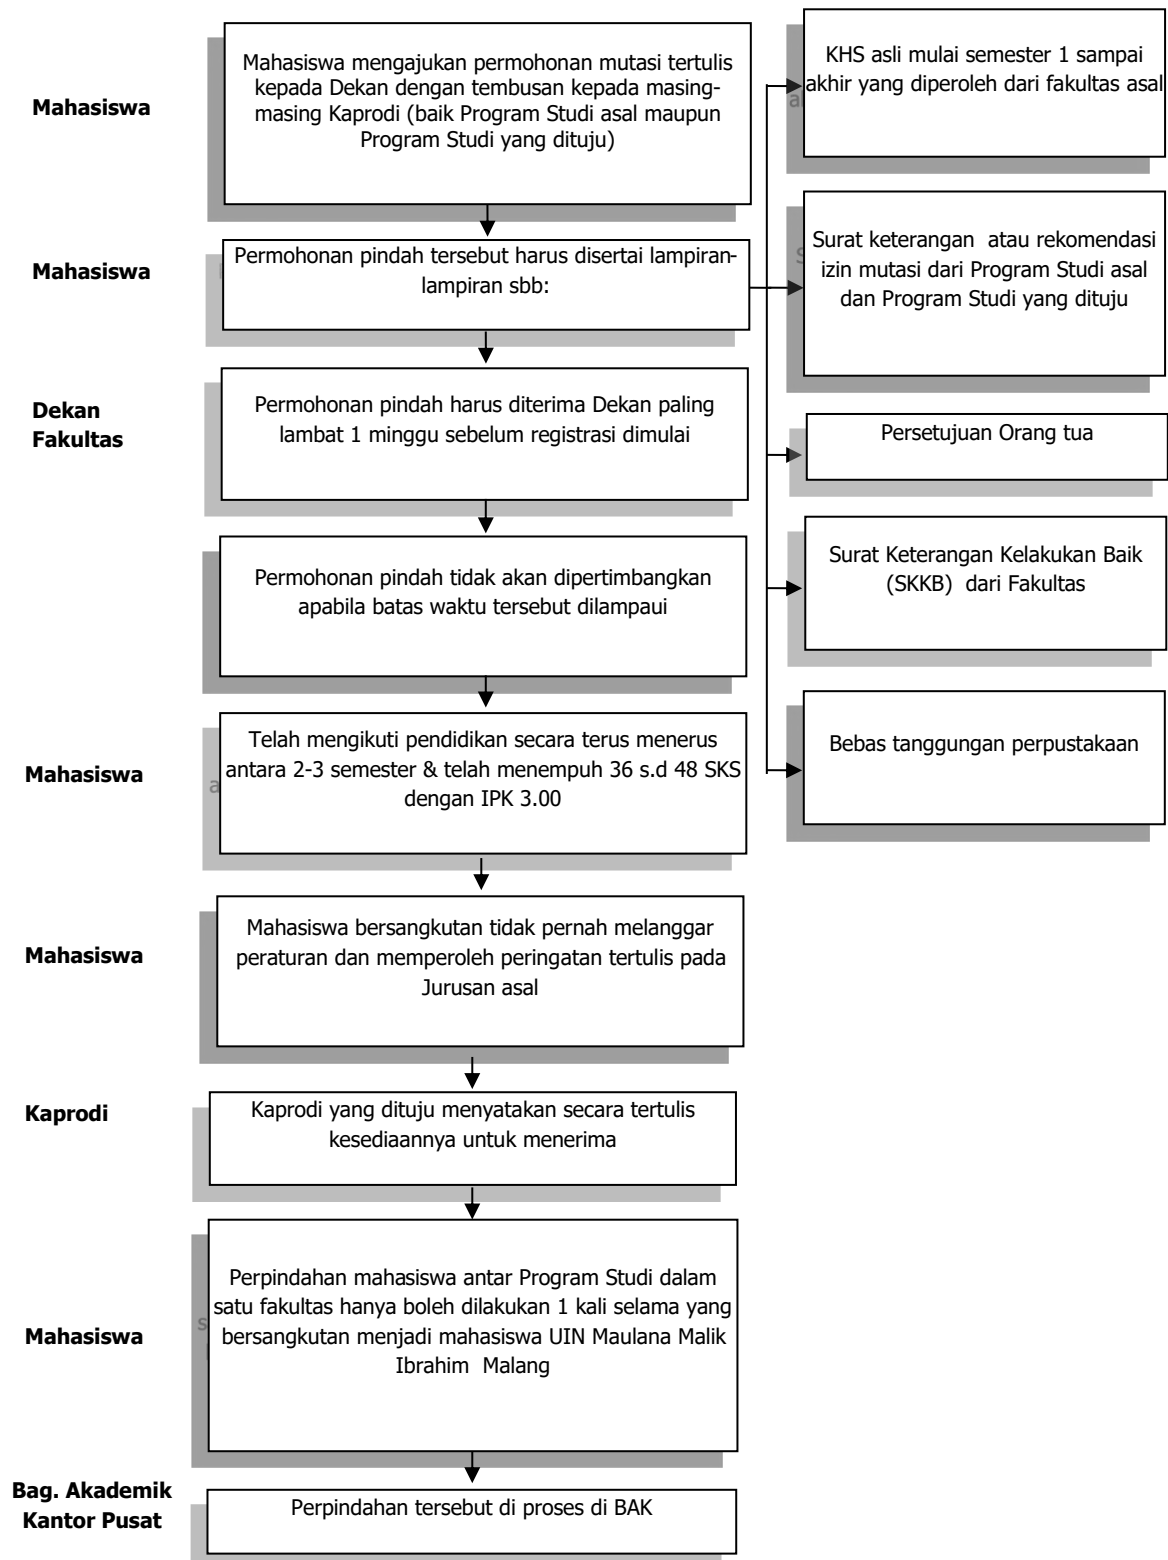 Mahasiswa
Mahasiswa mengajukan permohonan mutasi tertulis
kepada Dekan dengan tembusan kepada masing-
masing Kaprodi (baik Program Studi asal maupun
Program Studi yang dituju)
Mahasiswa
Permohonan pindah tersebut harus disertai lampiran-
lampiran sbb:
KHS asli mulai semester 1 sampai
akhir yang diperoleh dari fakultas asal
Surat keterangan atau rekomendasi
izin mutasi dari Program Studi asal
dan Program Studi yang dituju
Persetujuan Orang tua
Surat Keterangan Kelakukan Baik
(SKKB) dari Fakultas
Bebas tanggungan perpustakaan
Dekan
Fakultas
Permohonan pindah harus diterima Dekan paling
lambat 1 minggu sebelum registrasi dimulai
Permohonan pindah tidak akan dipertimbangkan
apabila batas waktu tersebut dilampaui
Mahasiswa
Telah mengikuti pendidikan secara terus menerus
antara 2-3 semester & telah menempuh 36 s.d 48 SKS
dengan IPK 3.00
Mahasiswa
Mahasiswa bersangkutan tidak pernah melanggar
peraturan dan memperoleh peringatan tertulis pada
Jurusan asal
Kaprodi
Kaprodi yang dituju menyatakan secara tertulis
kesediaannya untuk menerima
Mahasiswa
Perpindahan mahasiswa antar Program Studi dalam
satu fakultas hanya boleh dilakukan 1 kali selama yang
bersangkutan menjadi mahasiswa UIN Maulana Malik
Ibrahim Malang
Bag. Akademik
Kantor Pusat
Perpindahan tersebut di proses di BAK